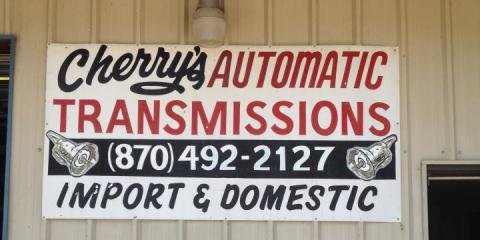 Cherry's AUTOMATIC
TRANSMISSIONS
(870) 492-2127
IMPORT & DOMESTIC